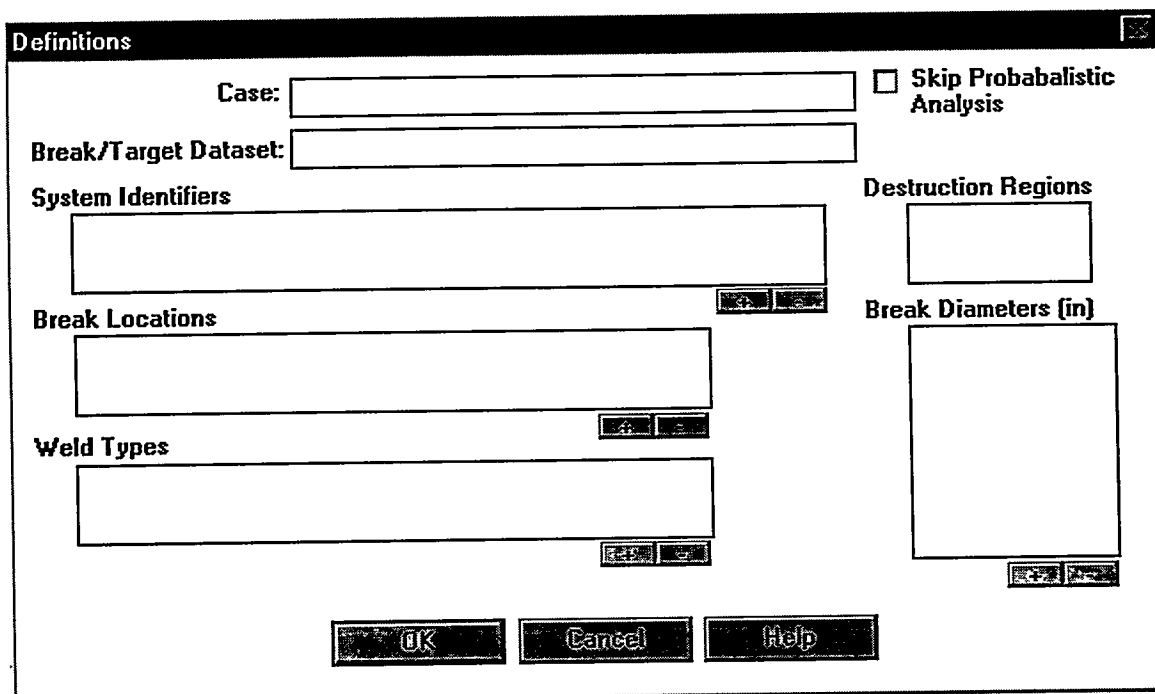 Definitions
Case:
Skip Probabalistic
Analysis
Break/Target Dataset:
System Identifiers
Destruction Regions
+ -
Break Locations
Break Diameters (in)
+ -
Weld Types
+ -
+ -
OK Cancel Help